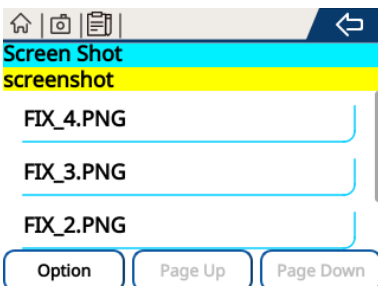 Screen Shot
screenshot
FIX_4.PNG
FIX_3.PNG
FIX_2.PNG
Option Page Up Page Down